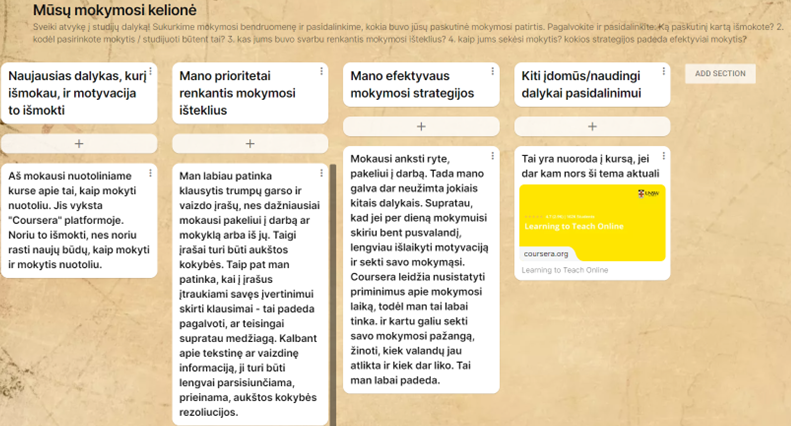 Mūsų mokymosi kelionė
Sveiki atvykę į studijų dalyką! Sukurkime mokymosi bendruomenę ir pasidalinkime, kokia buvo jūsų paskutinė mokymosi patirtis. Pagalvokite ir pasidalinkite: Ką paskutinį kartą išmokote? 2.
kodėl pasirinkote mokytis / studijuoti būtent tai? 3. kas jums buvo svarbu renkantis mokymosi išteklius? 4. kaip jums sekėsi mokytis? kokios strategijos padeda efektyviai mokytis?
Naujausias dalykas, kurį
išmokau, ir motyvacija
to išmokti
Aš mokausi nuotoliniame
kurse apie tai, kaip mokyti
nuotoliu. Jis vyksta
"Coursera" platformoje.
Noriu to išmokti, nes noriu
rasti naujų būdų, kaip mokyti
ir mokytis nuotoliu.
Mano prioritetai
renkantis mokymosi
išteklius
Man labiau patinka
klausytis trumpų garso ir
vaizdo įrašų, nes dažniausiai
mokausi pakeliui į darbą ar
mokyklą arba iš jų. Taigi
įrašai turi būti aukštos
kokybės. Taip pat man
patinka, kai į įrašus
įtraukiami savęs įvertinimui
skirti klausimai - tai padeda
pagalvoti, ar teisingai
supratau medžiagą. Kalbant
apie tekstinę ar vaizdinę
informaciją, ji turi būti
lengvai parsisiunčiama,
prieinama, aukštos kokybės
rezoliucijos.
Mano efektyvaus
mokymosi strategijos
Mokausi anksti ryte,
pakeliui į darbą. Tada mano
galva dar neužimta jokiais
kitais dalykais. Supratau,
kad jei per dieną mokymuisi
skiriu bent pusvalandį,
lengviau išlaikyti motyvaciją
ir sekti savo mokymąsi.
Coursera leidžia nusistatyti
priminimus apie mokymosi
laiką, todėl man tai labai
tinka. ir kartu galiu sekti
savo mokymosi pažangą,
žinoti, kiek valandų jau
atlikta ir kiek dar liko. Tai
man labai padeda.
Kiti įdomūs/naudingi
dalykai pasidalinimui
Tai yra nuoroda į kursą, jei
dar kam nors ši tema aktuali
UNSW
Learning to Teach Online
coursera.org
Learning to Teach Online
ADD SECTION